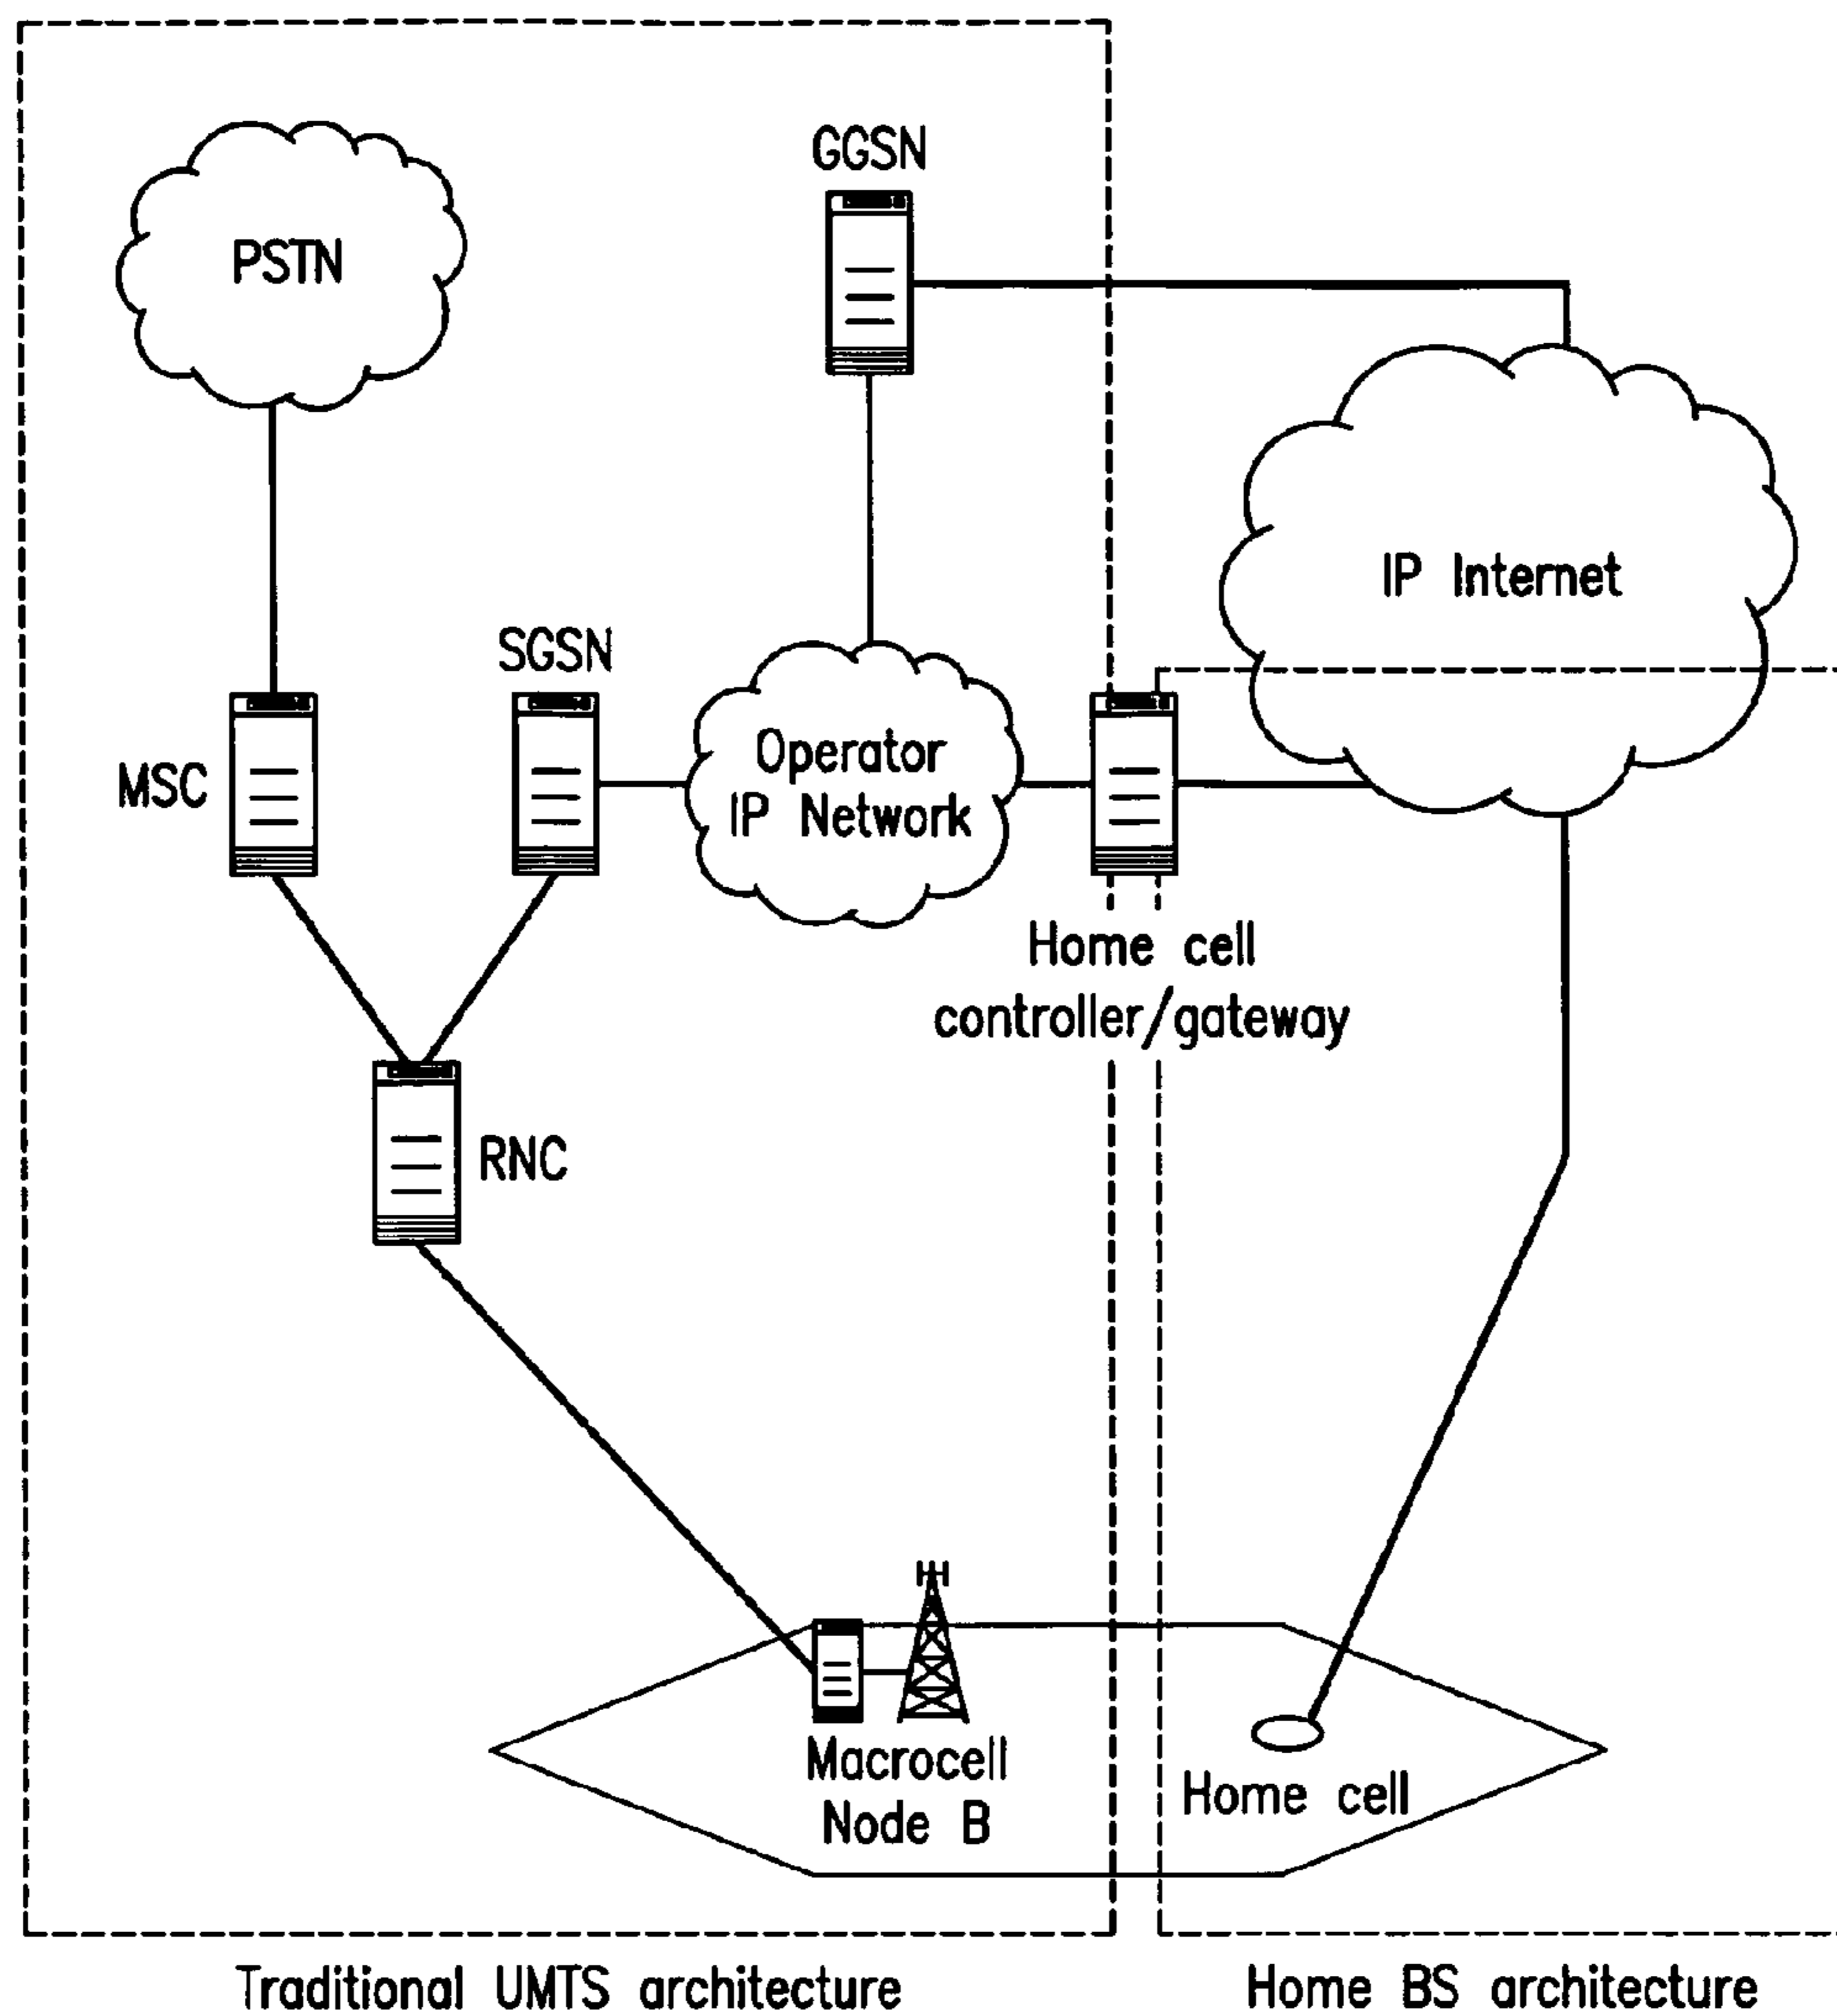 GGSN
PSTN
IP Internet
SGSN
Operator
IP Network
MSC
Home cell
controller/gateway
RNC
Macrocell
Node B
Home cell
Traditional UMTS architecture
Home BS architecture